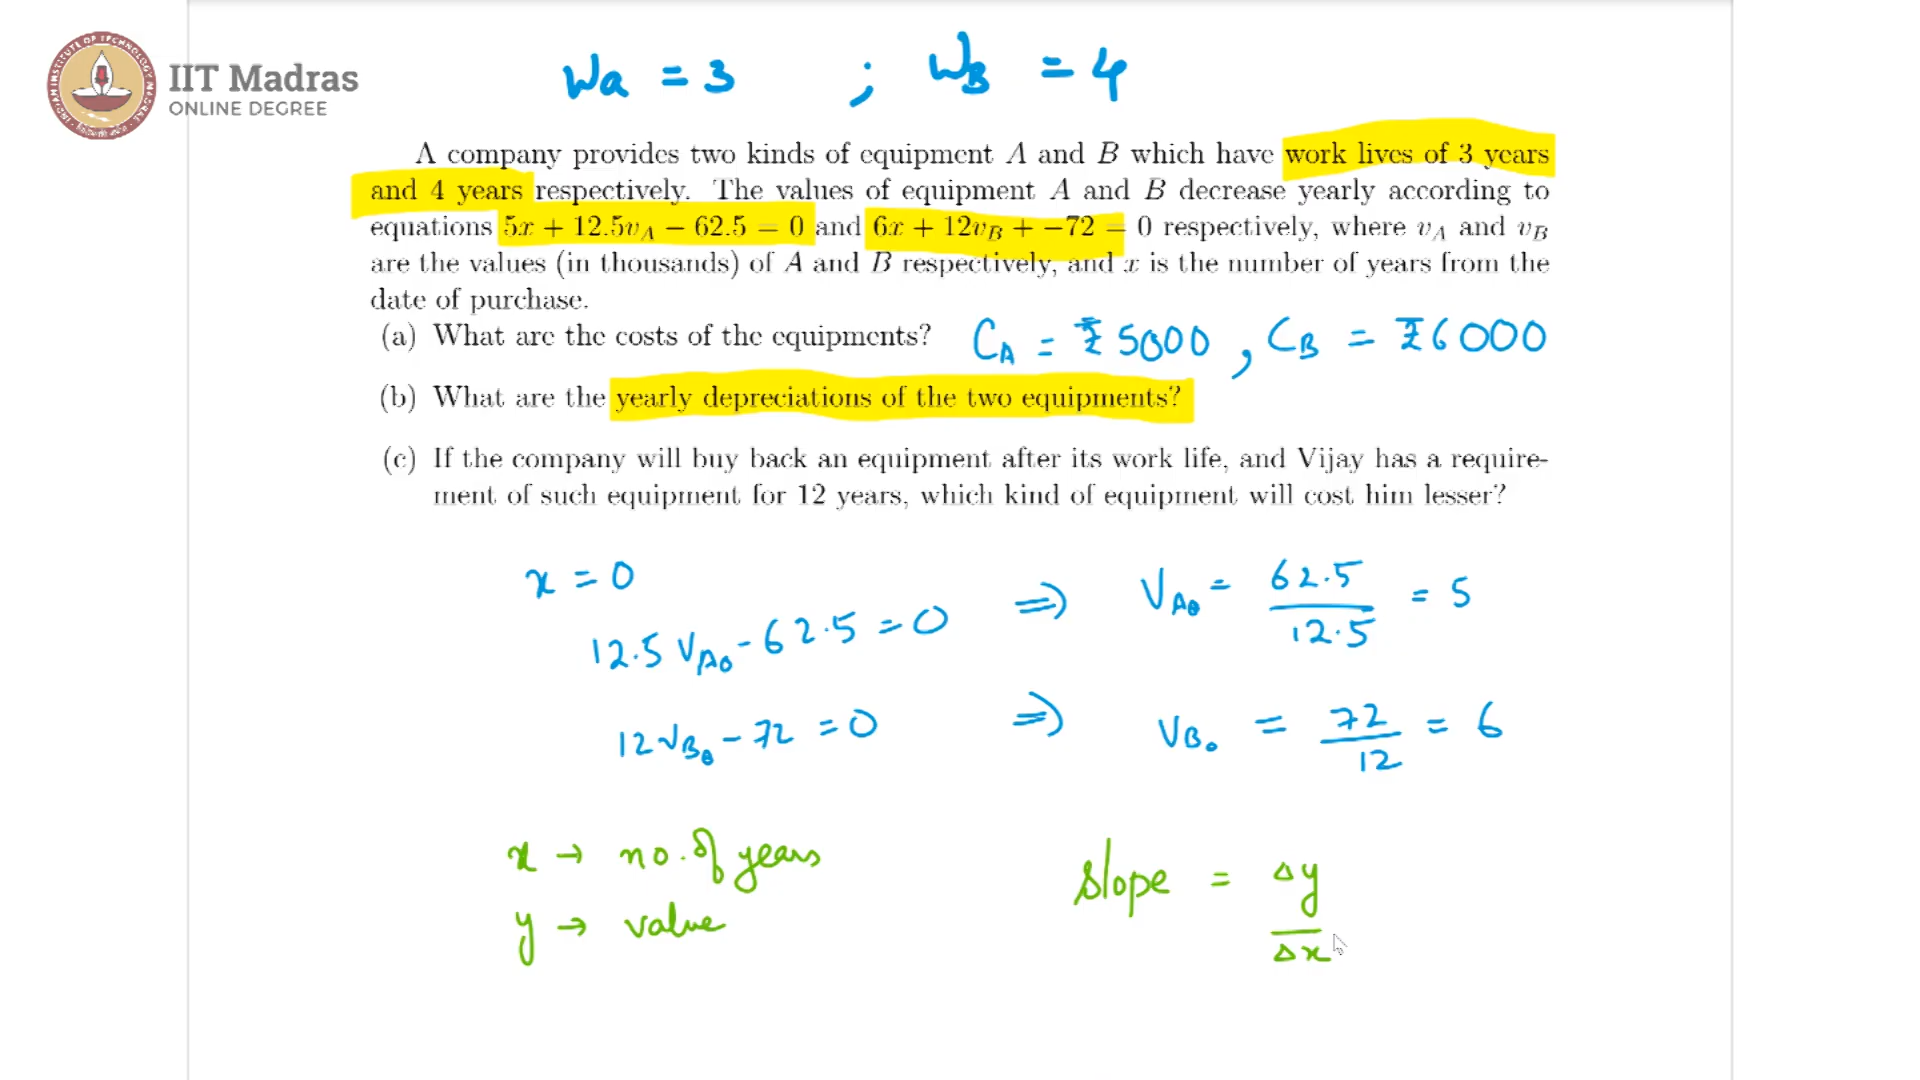 IIT Madras
ONLINE DEGREE
Wa = 3 ; WB = 4
A company provides two kinds of equipment A and B which have work lives of 3 years
and 4 years respectively. The values of equipment A and B decrease yearly according to
equations 5x + 12.5vA − 62.5 = 0 and 6x + 12vB + −72 = 0 respectively, where vA and vB
are the values (in thousands) of A and B respectively, and x is the number of years from the
date of purchase.
(a) What are the costs of the equipments? CA = ₹5000, CB = ₹6000
(b) What are the yearly depreciations of the two equipments?
(c) If the company will buy back an equipment after its work life, and Vijay has a require-
ment of such equipment for 12 years, which kind of equipment will cost him lesser?
x = 0
12.5 VA0 - 62.5 = 0 ⇒ VA0 = 62.5/12.5 = 5
12VB0 - 72 = 0 ⇒ VB0 = 72/12 = 6
x → no. of years
y → value
slope = Δy/Δx